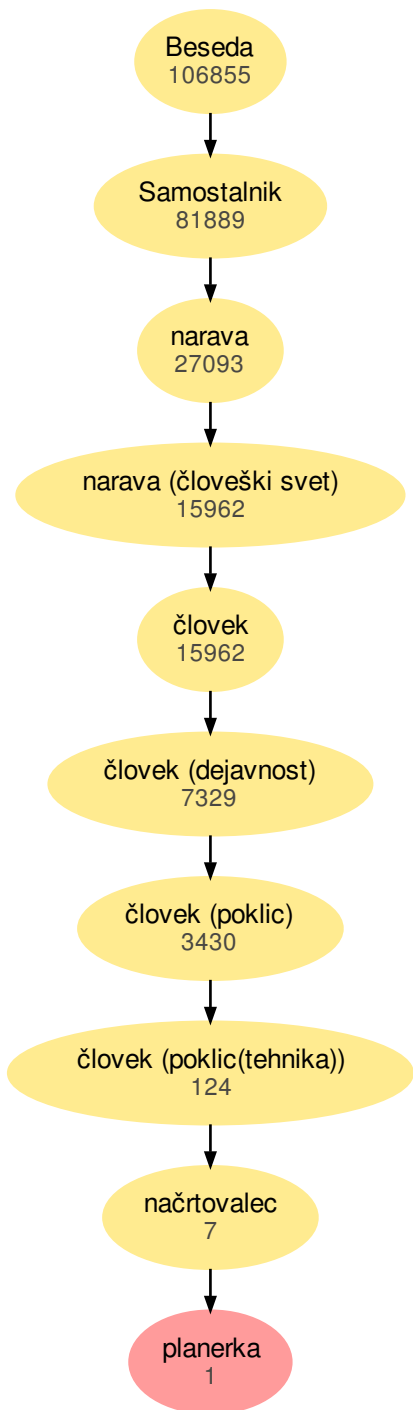 Beseda
106855
Samostalnik
81889
narava
27093
narava (človeški svet)
15962
človek
15962
človek (dejavnost)
7329
človek (poklic)
3430
človek (poklic(tehnika))
124
načrtovalec
7
planerka
1